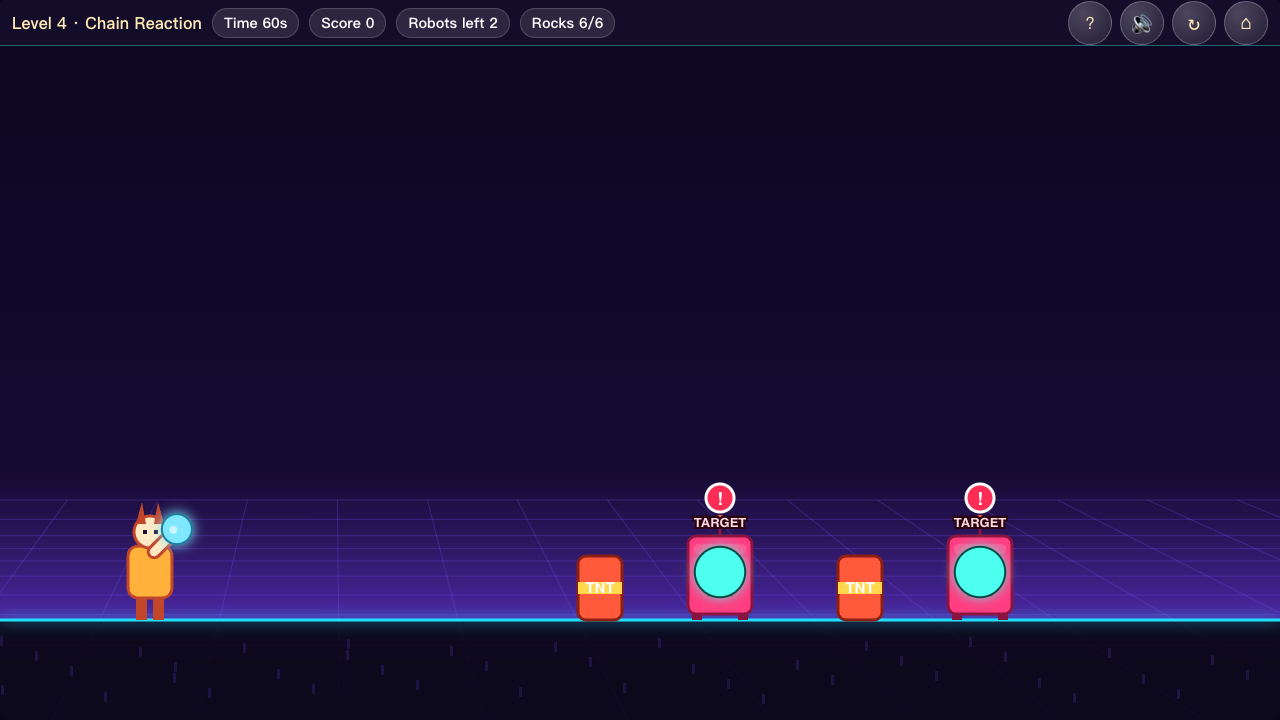 Level 4 · Chain Reaction
Time 60s
Score 0
Robots left 2
Rocks 6/6
?
↻
⌂
!
!
TARGET
TARGET
TNT
TNT